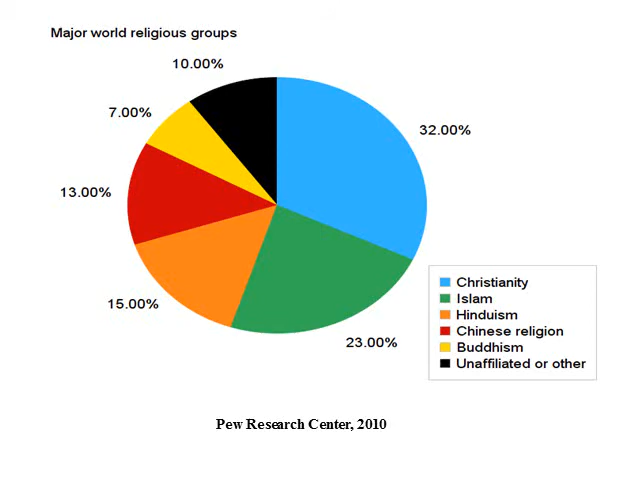 Major world religious groups
10.00%
7.00%
32.00%
13.00%
15.00%
23.00%
Christianity
Islam
Hinduism
Chinese religion
Buddhism
Unaffiliated or other
Pew Research Center, 2010